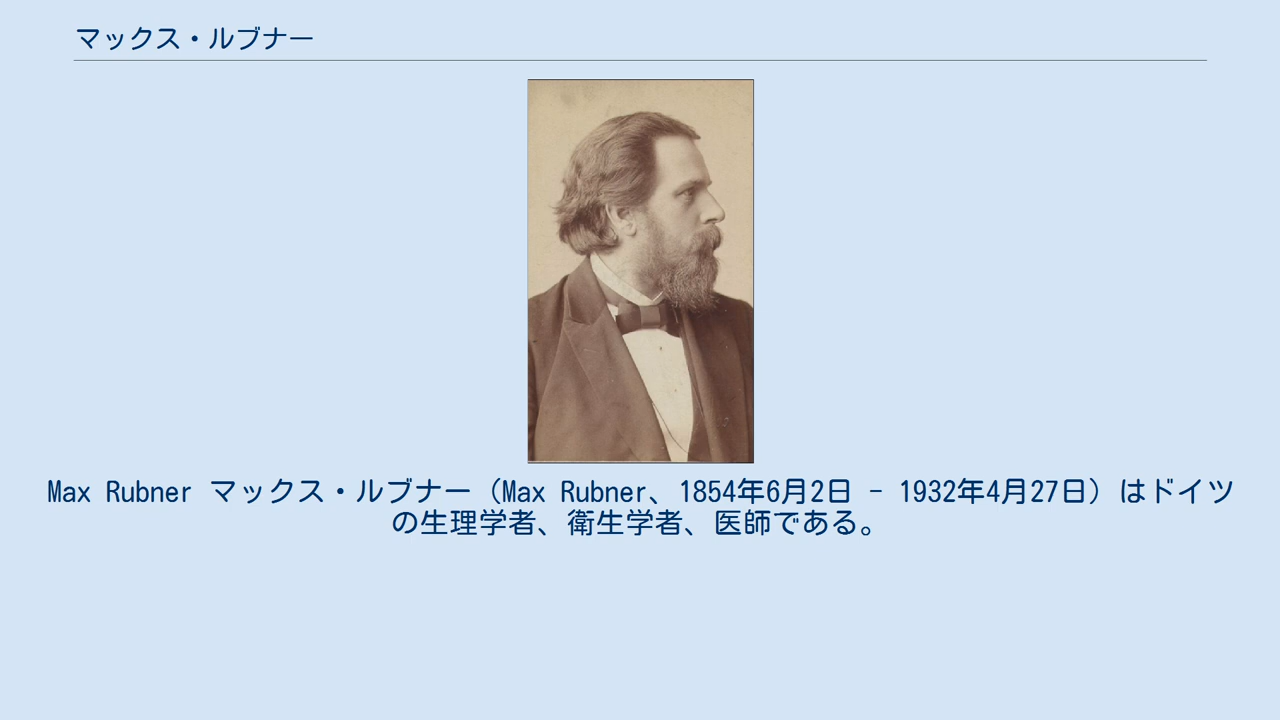 マックス・ルブナー
Max Rubner マックス・ルブナー（Max Rubner、1854年6月2日 - 1932年4月27日）はドイツ
の生理学者、衛生学者、医師である。